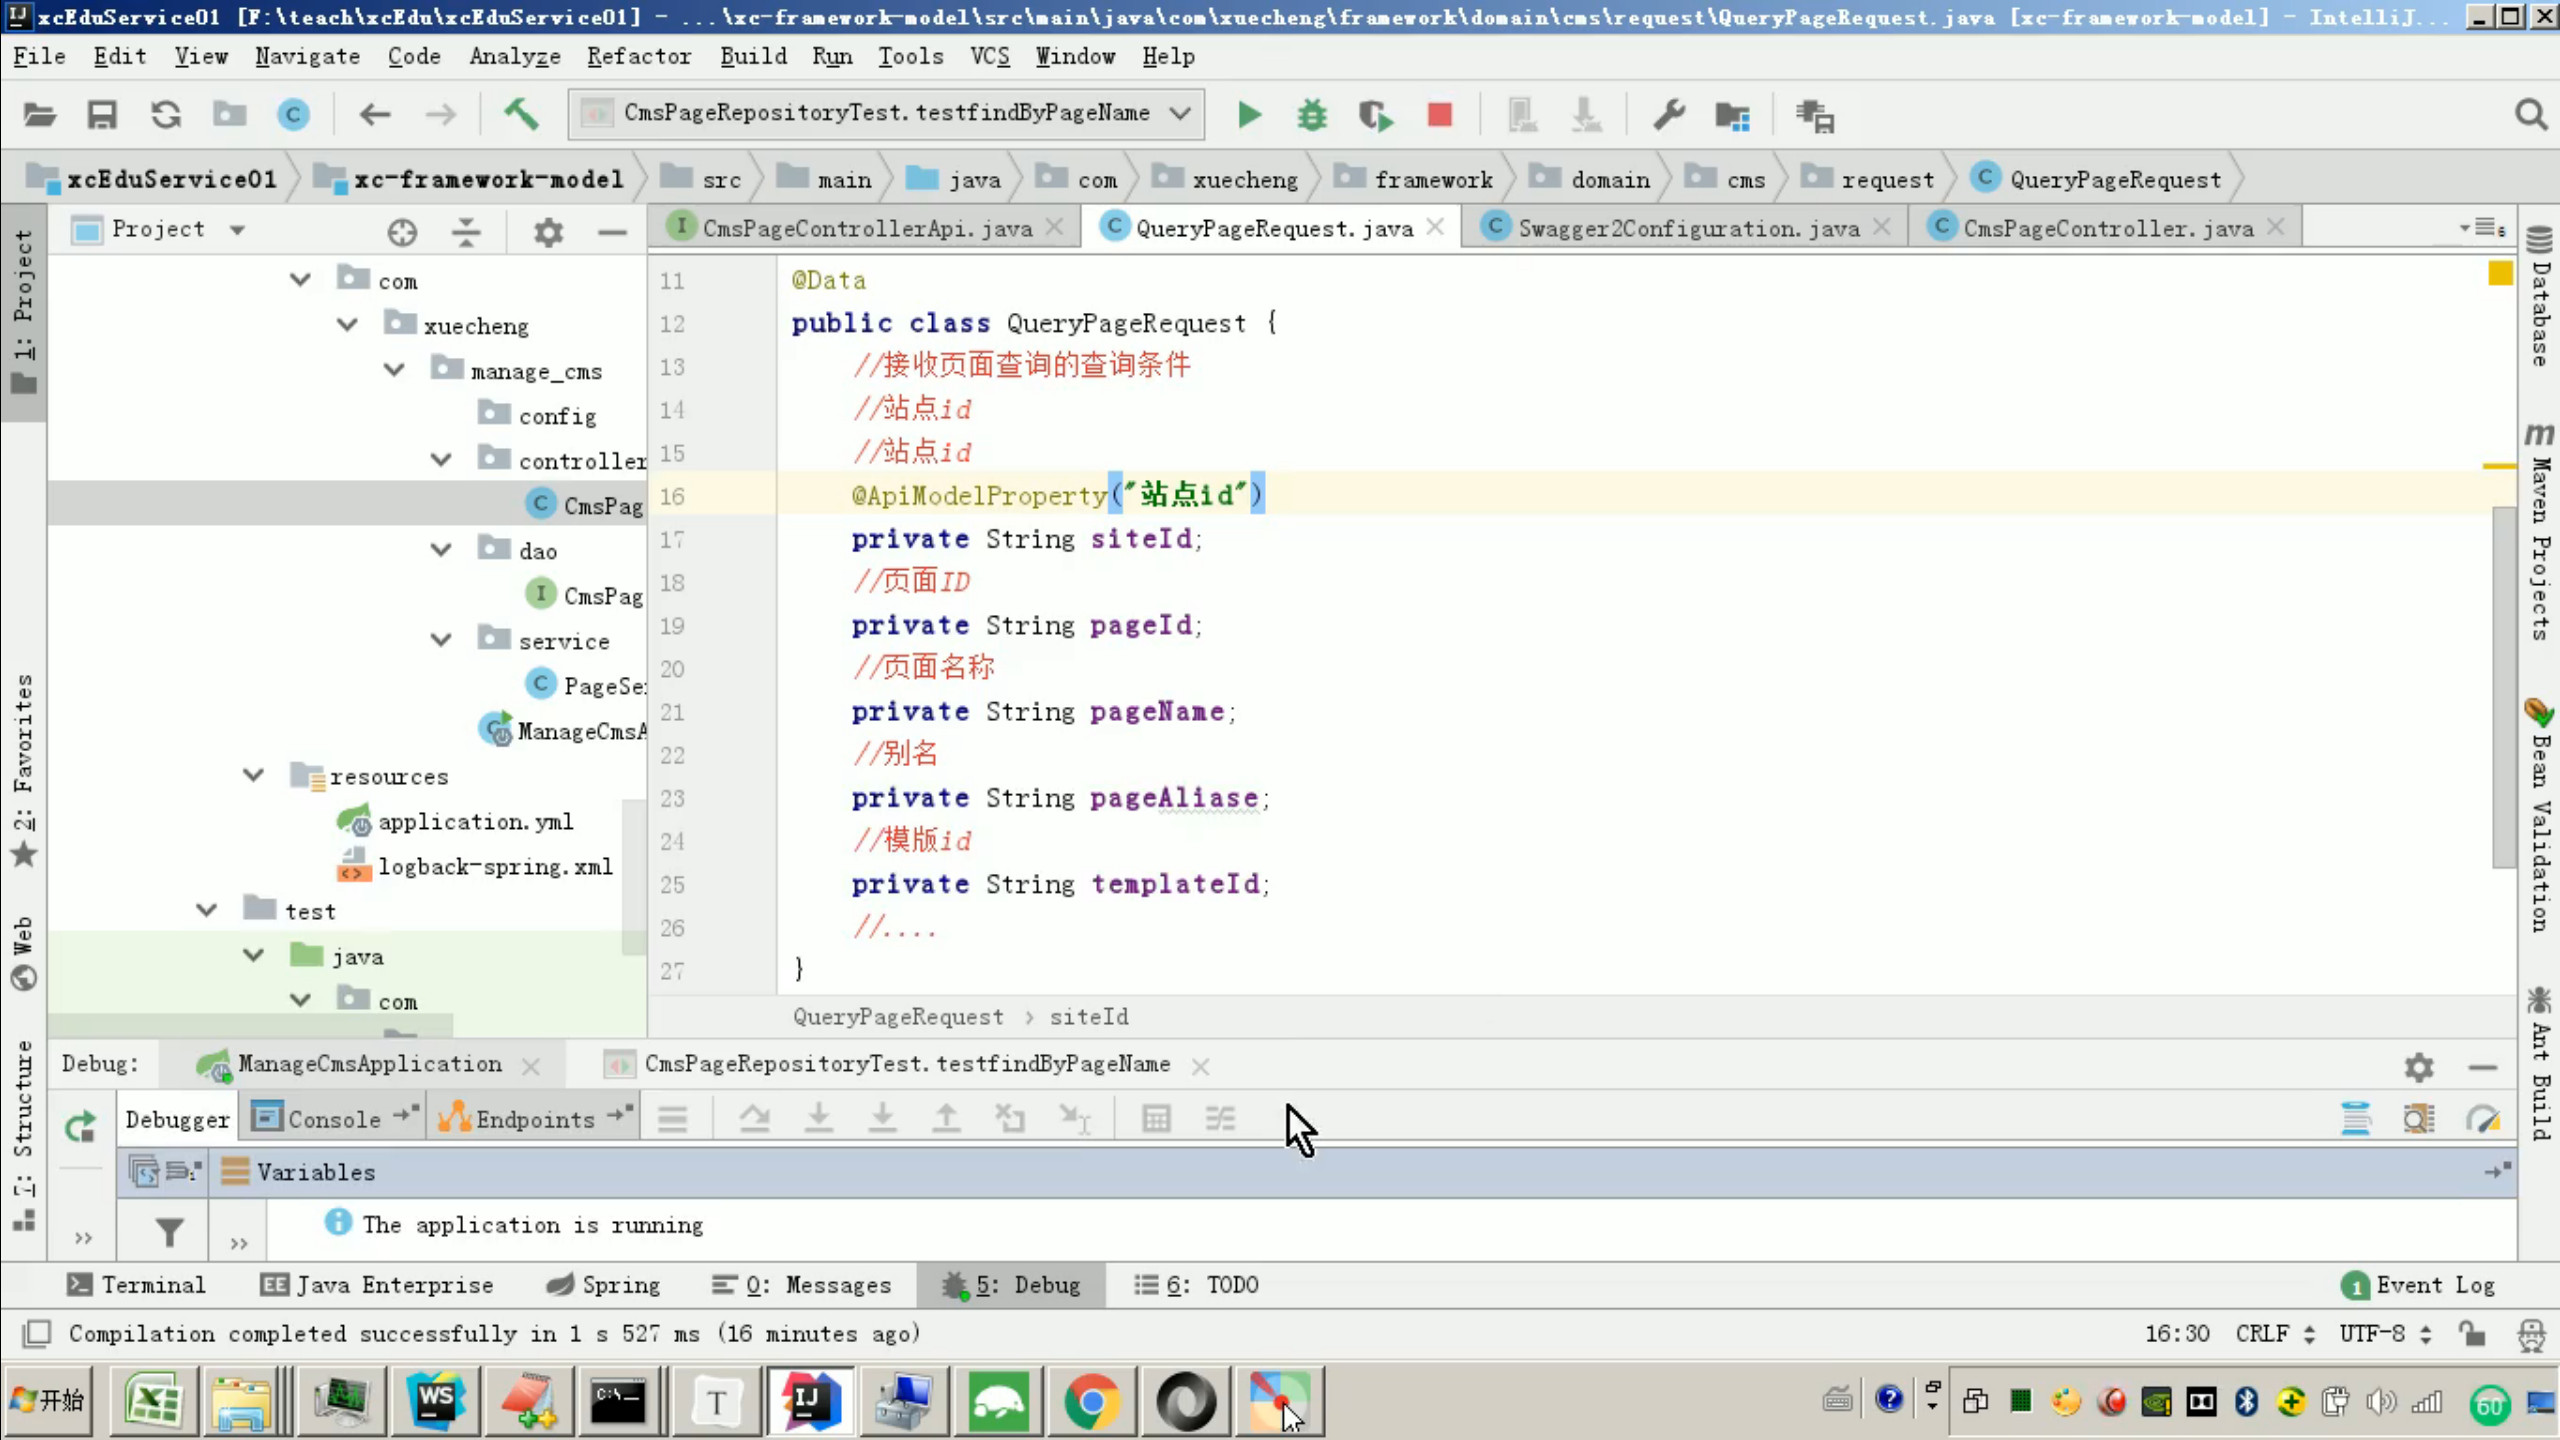 xcEduService01 [F:\teach\xcEdu\xcEduService01] - ...\xc-framework-model\src\main\java\com\xuecheng\framework\domain\cms\request\QueryPageRequest.java [xc-framework-model] - IntelliJ...
File Edit View Navigate Code Analyze Refactor Build Run Tools VCS Window Help
CmsPageRepositoryTest.testfindByPageName
xcEduService01 xc-framework-model src main java com xuecheng framework domain cms request QueryPageRequest
Project
CmsPageControllerApi.java QueryPageRequest.java Swagger2Configuration.java CmsPageController.java
1: Project
2: Favorites
Web
7: Structure
com
xuecheng
manage_cms
config
controller
CmsPag
dao
CmsPag
service
PageSe
ManageCmsA
resources
application.yml
logback-spring.xml
test
java
com
11 @Data
12 public class QueryPageRequest {
13 //接收页面查询的查询条件
14 //站点id
15 //站点id
16 @ApiModelProperty("站点id")
17 private String siteId;
18 //页面ID
19 private String pageId;
20 //页面名称
21 private String pageName;
22 //别名
23 private String pageAliase;
24 //模版id
25 private String templateId;
26 //....
27 }
QueryPageRequest › siteId
Database
Maven Projects
Bean Validation
Ant Build
Debug: ManageCmsApplication CmsPageRepositoryTest.testfindByPageName
Debugger Console Endpoints
Variables
The application is running
Terminal Java Enterprise Spring 0: Messages 5: Debug 6: TODO 1 Event Log
Compilation completed successfully in 1 s 527 ms (16 minutes ago) 16:30 CRLF UTF-8
开始 WS T IJ 60